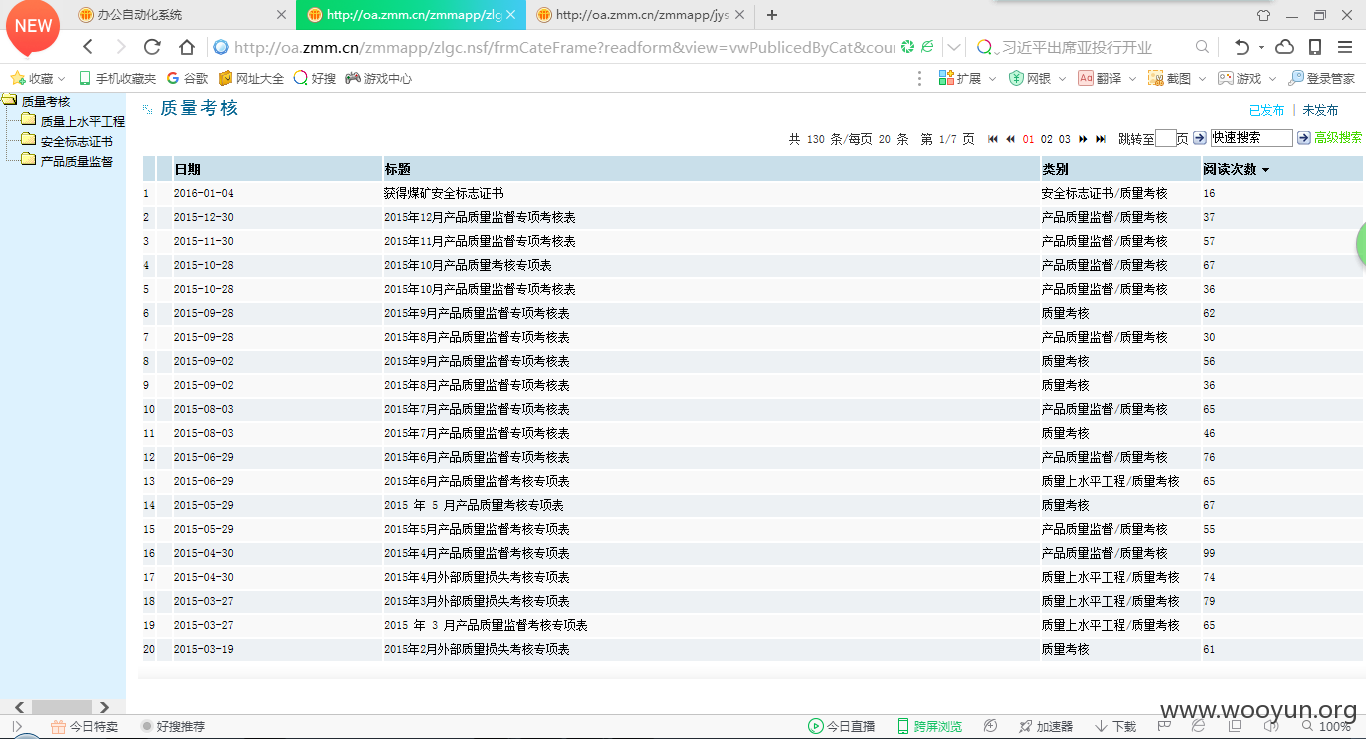 NEW
办公自动化系统
http://oa.zmm.cn/zmmapp/zlg
http://oa.zmm.cn/zmmapp/jys
http://oa.zmm.cn/zmmapp/zlgc.nsf/frmCateFrame?readform&view=vwPublicedByCat&cou
习近平出席亚投行开业
收藏 手机收藏夹 谷歌 网址大全 好搜 游戏中心 扩展 网银 翻译 截图 游戏 登录管家
质量考核
质量上水平工程
安全标志证书
产品质量监督
质量考核
已发布 | 未发布
共 130 条/每页 20 条 第 1/7 页 01 02 03 跳转至 页 快速搜索 高级搜索
日期 标题 类别 阅读次数
1 2016-01-04 获得煤矿安全标志证书 安全标志证书/质量考核 16
2 2015-12-30 2015年12月产品质量监督专项考核表 产品质量监督/质量考核 37
3 2015-11-30 2015年11月产品质量监督专项考核表 产品质量监督/质量考核 57
4 2015-10-28 2015年10月产品质量考核专项表 产品质量监督/质量考核 67
5 2015-10-28 2015年10月产品质量监督专项考核表 产品质量监督/质量考核 36
6 2015-09-28 2015年9月产品质量监督专项考核表 质量考核 62
7 2015-09-28 2015年8月产品质量监督专项考核表 产品质量监督/质量考核 30
8 2015-09-02 2015年9月产品质量监督专项考核表 质量考核 56
9 2015-09-02 2015年8月产品质量监督专项考核表 质量考核 36
10 2015-08-03 2015年7月产品质量监督专项考核表 产品质量监督/质量考核 65
11 2015-08-03 2015年7月产品质量监督专项考核表 质量考核 46
12 2015-06-29 2015年6月产品质量监督专项考核表 产品质量监督/质量考核 76
13 2015-06-29 2015年6月产品质量监督专项考核表 质量上水平工程/质量考核 65
14 2015-05-29 2015 年 5 月产品质量考核专项表 质量考核 67
15 2015-05-29 2015年5月产品质量监督考核专项表 产品质量监督/质量考核 55
16 2015-04-30 2015年4月产品质量监督考核专项表 产品质量监督/质量考核 99
17 2015-04-30 2015年4月外部质量损失考核专项表 质量上水平工程/质量考核 74
18 2015-03-27 2015年3月外部质量损失考核专项表 质量上水平工程/质量考核 79
19 2015-03-27 2015 年 3 月产品质量监督考核专项表 质量上水平工程/质量考核 65
20 2015-03-19 2015年2月外部质量损失考核专项表 质量考核 61
www.wooyun.org
今日特卖 好搜推荐 今日直播 跨屏浏览 加速器 下载 100%